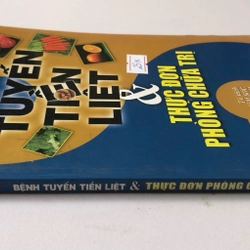 TUYẾN
TIỀN
LIỆT
&
THỰC ĐƠN
PHÒNG CHỮA TRỊ
BỆNH TUYẾN TIỀN LIỆT & THỰC ĐƠN PHÒNG